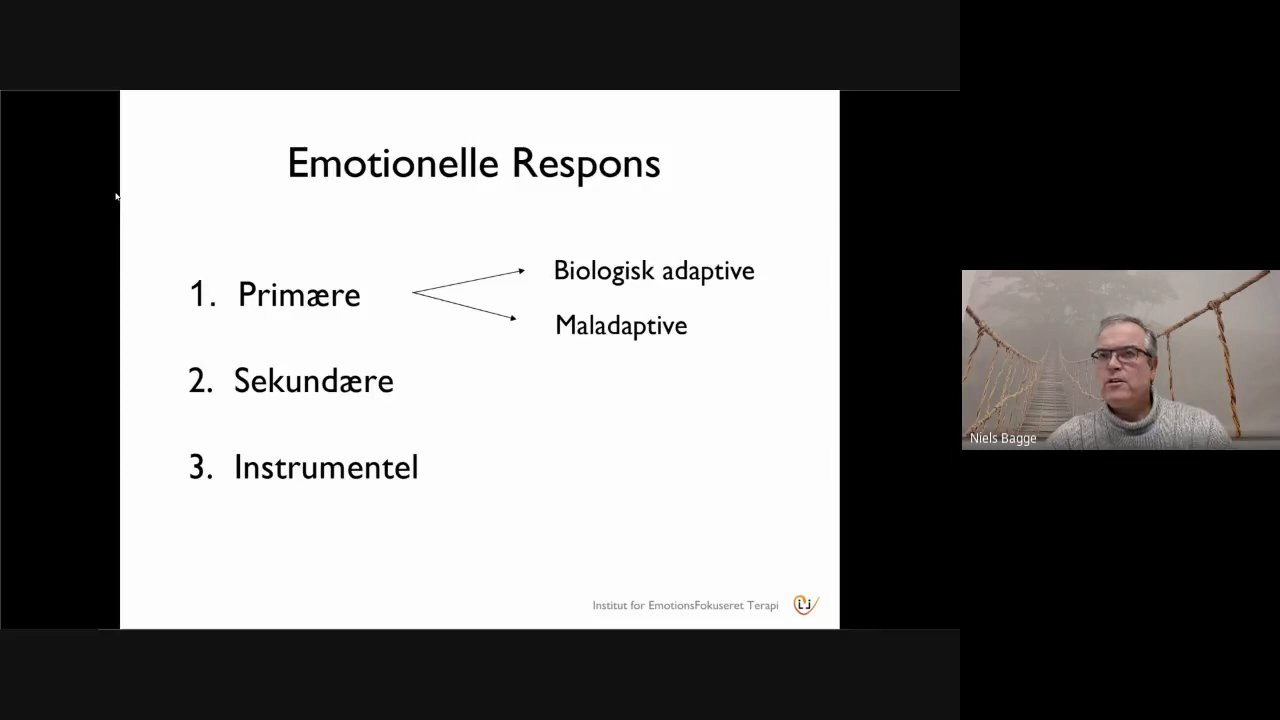 Emotionelle Respons
1. Primære
Biologisk adaptive
Maladaptive
2. Sekundære
3. Instrumentel
Institut for EmotionsFokuseret Terapi
Niels Bagge